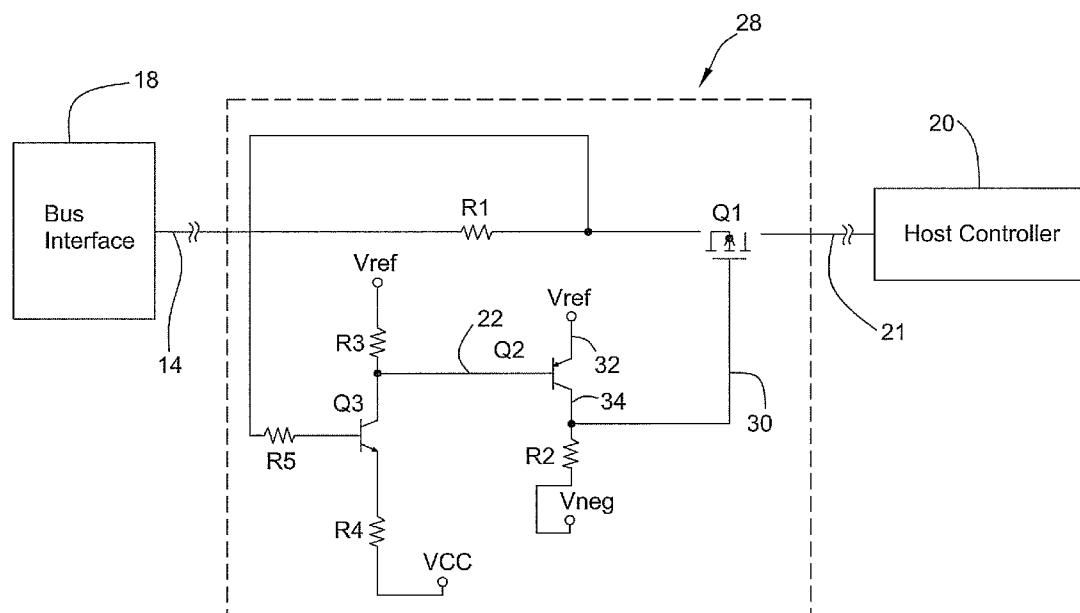 28
18
20
Bus
Interface
R1
Q1
Host Controller
Vref
Vref
14
22
R3
Q2
32
21
34
30
Q3
R5
R2
Vneg
R4
VCC